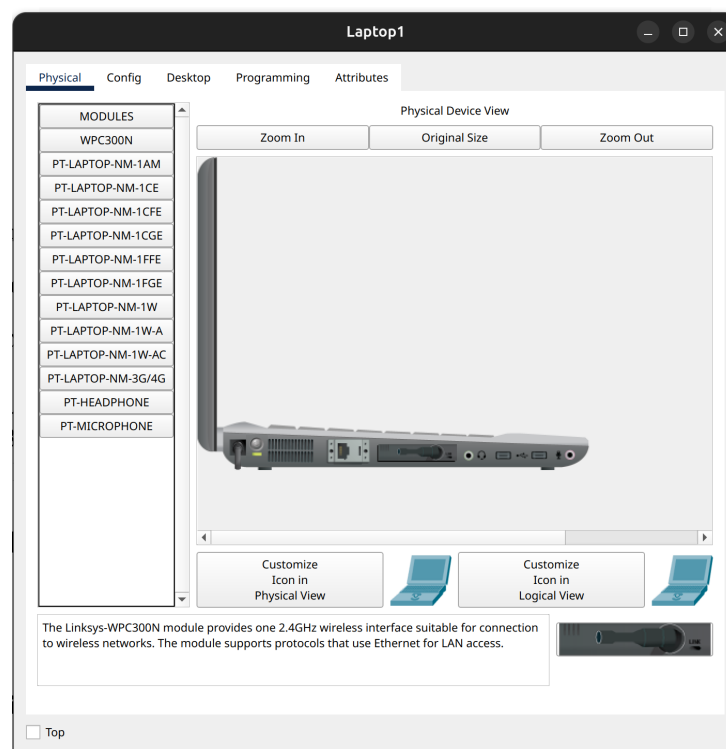 Laptop1
Physical
Config
Desktop
Programming
Attributes
MODULES
WPC300N
PT-LAPTOP-NM-1AM
PT-LAPTOP-NM-1CE
PT-LAPTOP-NM-1CFE
PT-LAPTOP-NM-1CGE
PT-LAPTOP-NM-1FFE
PT-LAPTOP-NM-1FGE
PT-LAPTOP-NM-1W
PT-LAPTOP-NM-1W-A
PT-LAPTOP-NM-1W-AC
PT-LAPTOP-NM-3G/4G
PT-HEADPHONE
PT-MICROPHONE
Physical Device View
Zoom In
Original Size
Zoom Out
Customize
Icon in
Physical View
Customize
Icon in
Logical View
The Linksys-WPC300N module provides one 2.4GHz wireless interface suitable for connection
to wireless networks. The module supports protocols that use Ethernet for LAN access.
LINK
Top